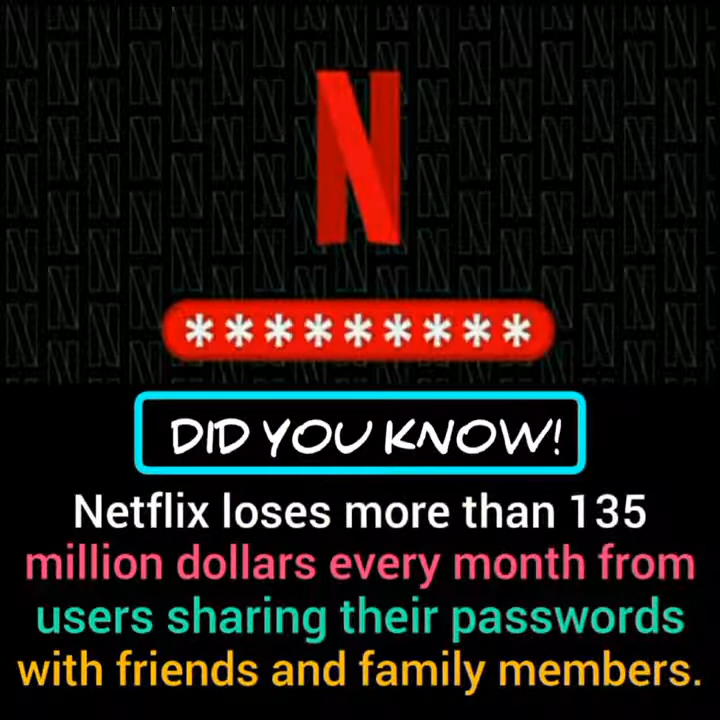 N
*********
DID YOU KNOW!
Netflix loses more than 135
million dollars every month from
users sharing their passwords
with friends and family members.